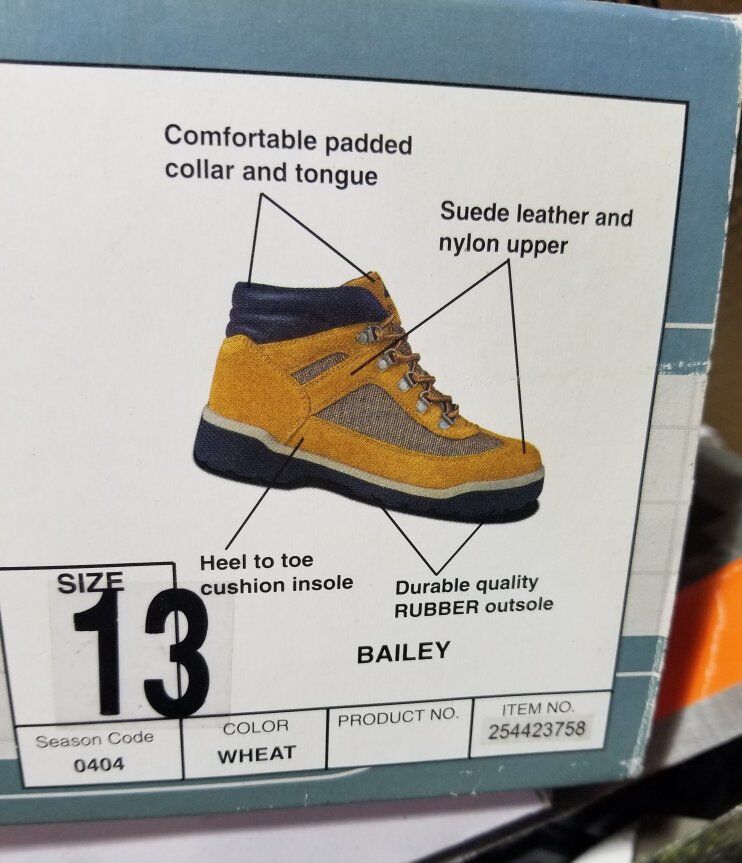 Comfortable padded
collar and tongue
Suede leather and
nylon upper
Heel to toe
cushion insole
Durable quality
RUBBER outsole
BAILEY
SIZE
13
Season Code
0404
COLOR
WHEAT
PRODUCT NO.
ITEM NO.
254423758